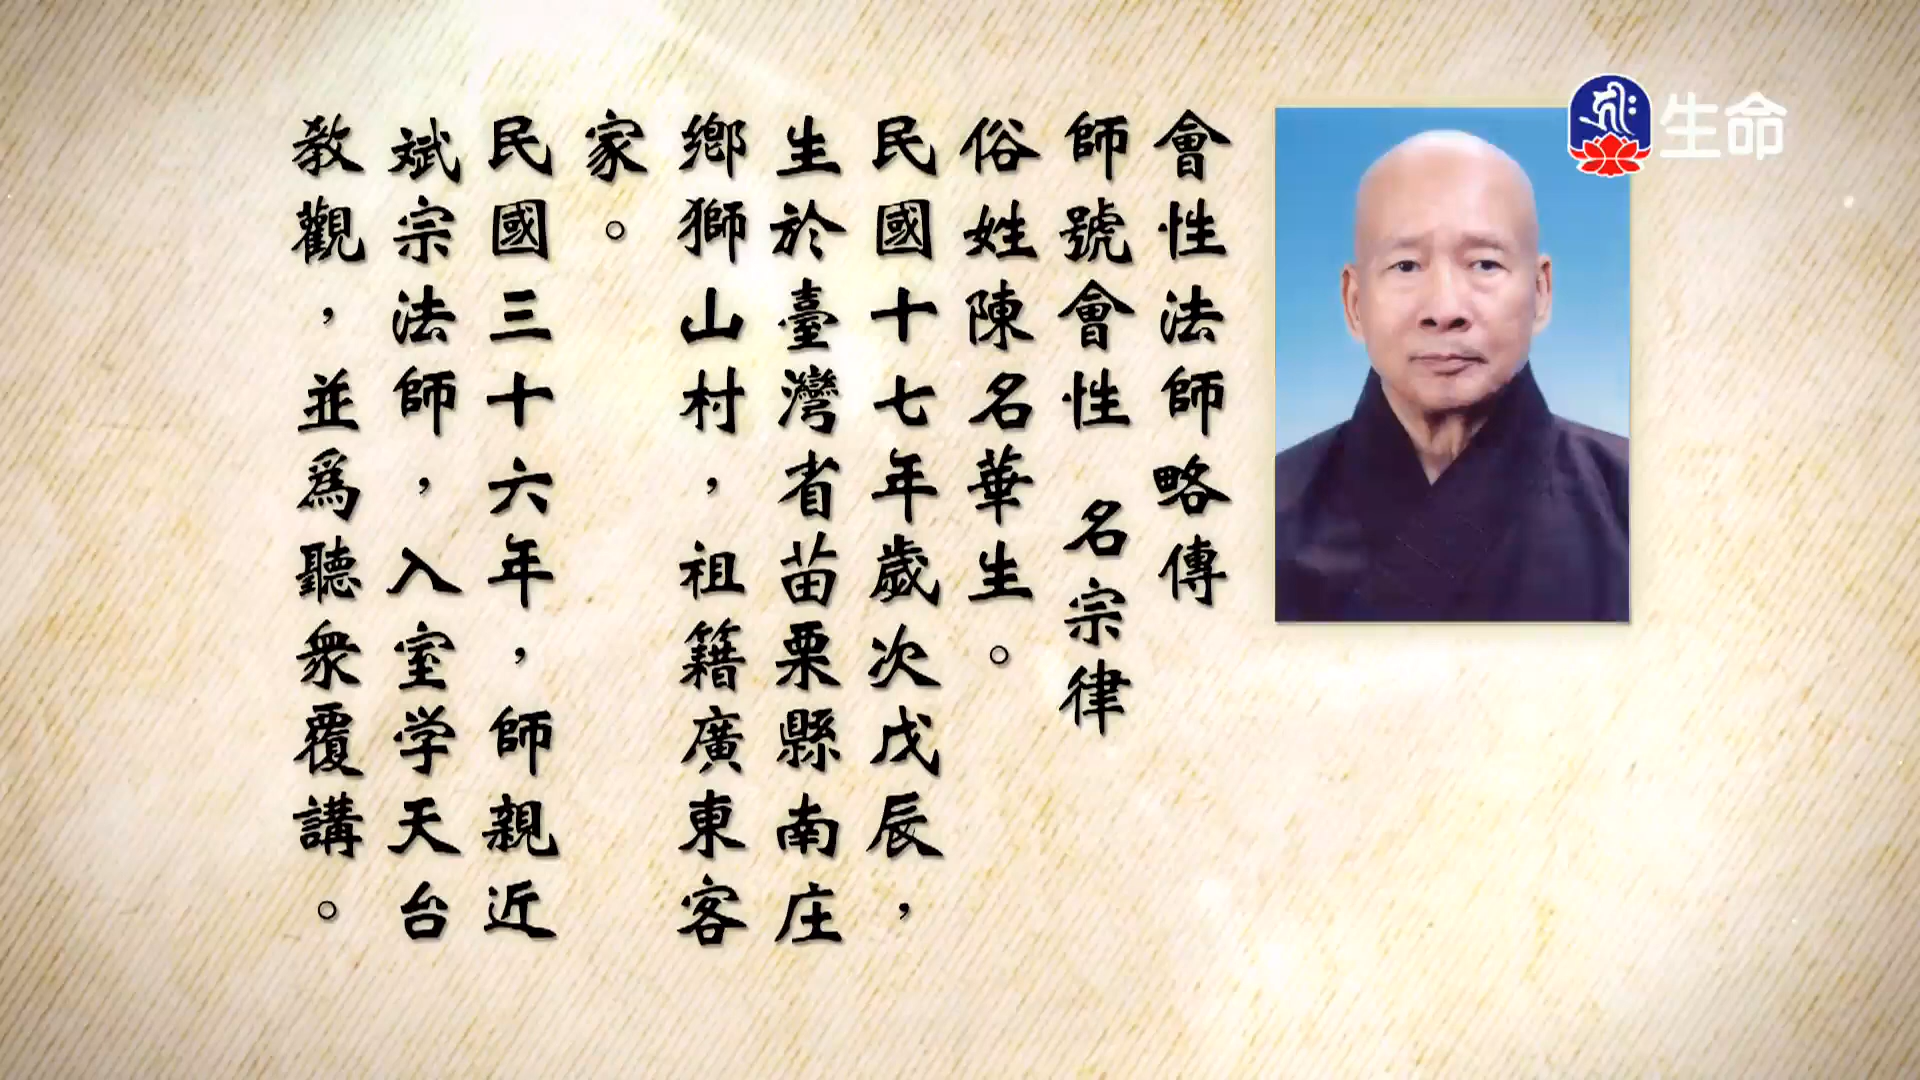 生命
會性法師略傳
師號會性 名宗律
俗姓陳名華生。
民國十七年歲次戊辰，
生於臺灣省苗栗縣南庄
鄉獅山村，祖籍廣東客
家。
民國三十六年，師親近
斌宗法師，入室学天台
教觀，並爲聽衆覆講。